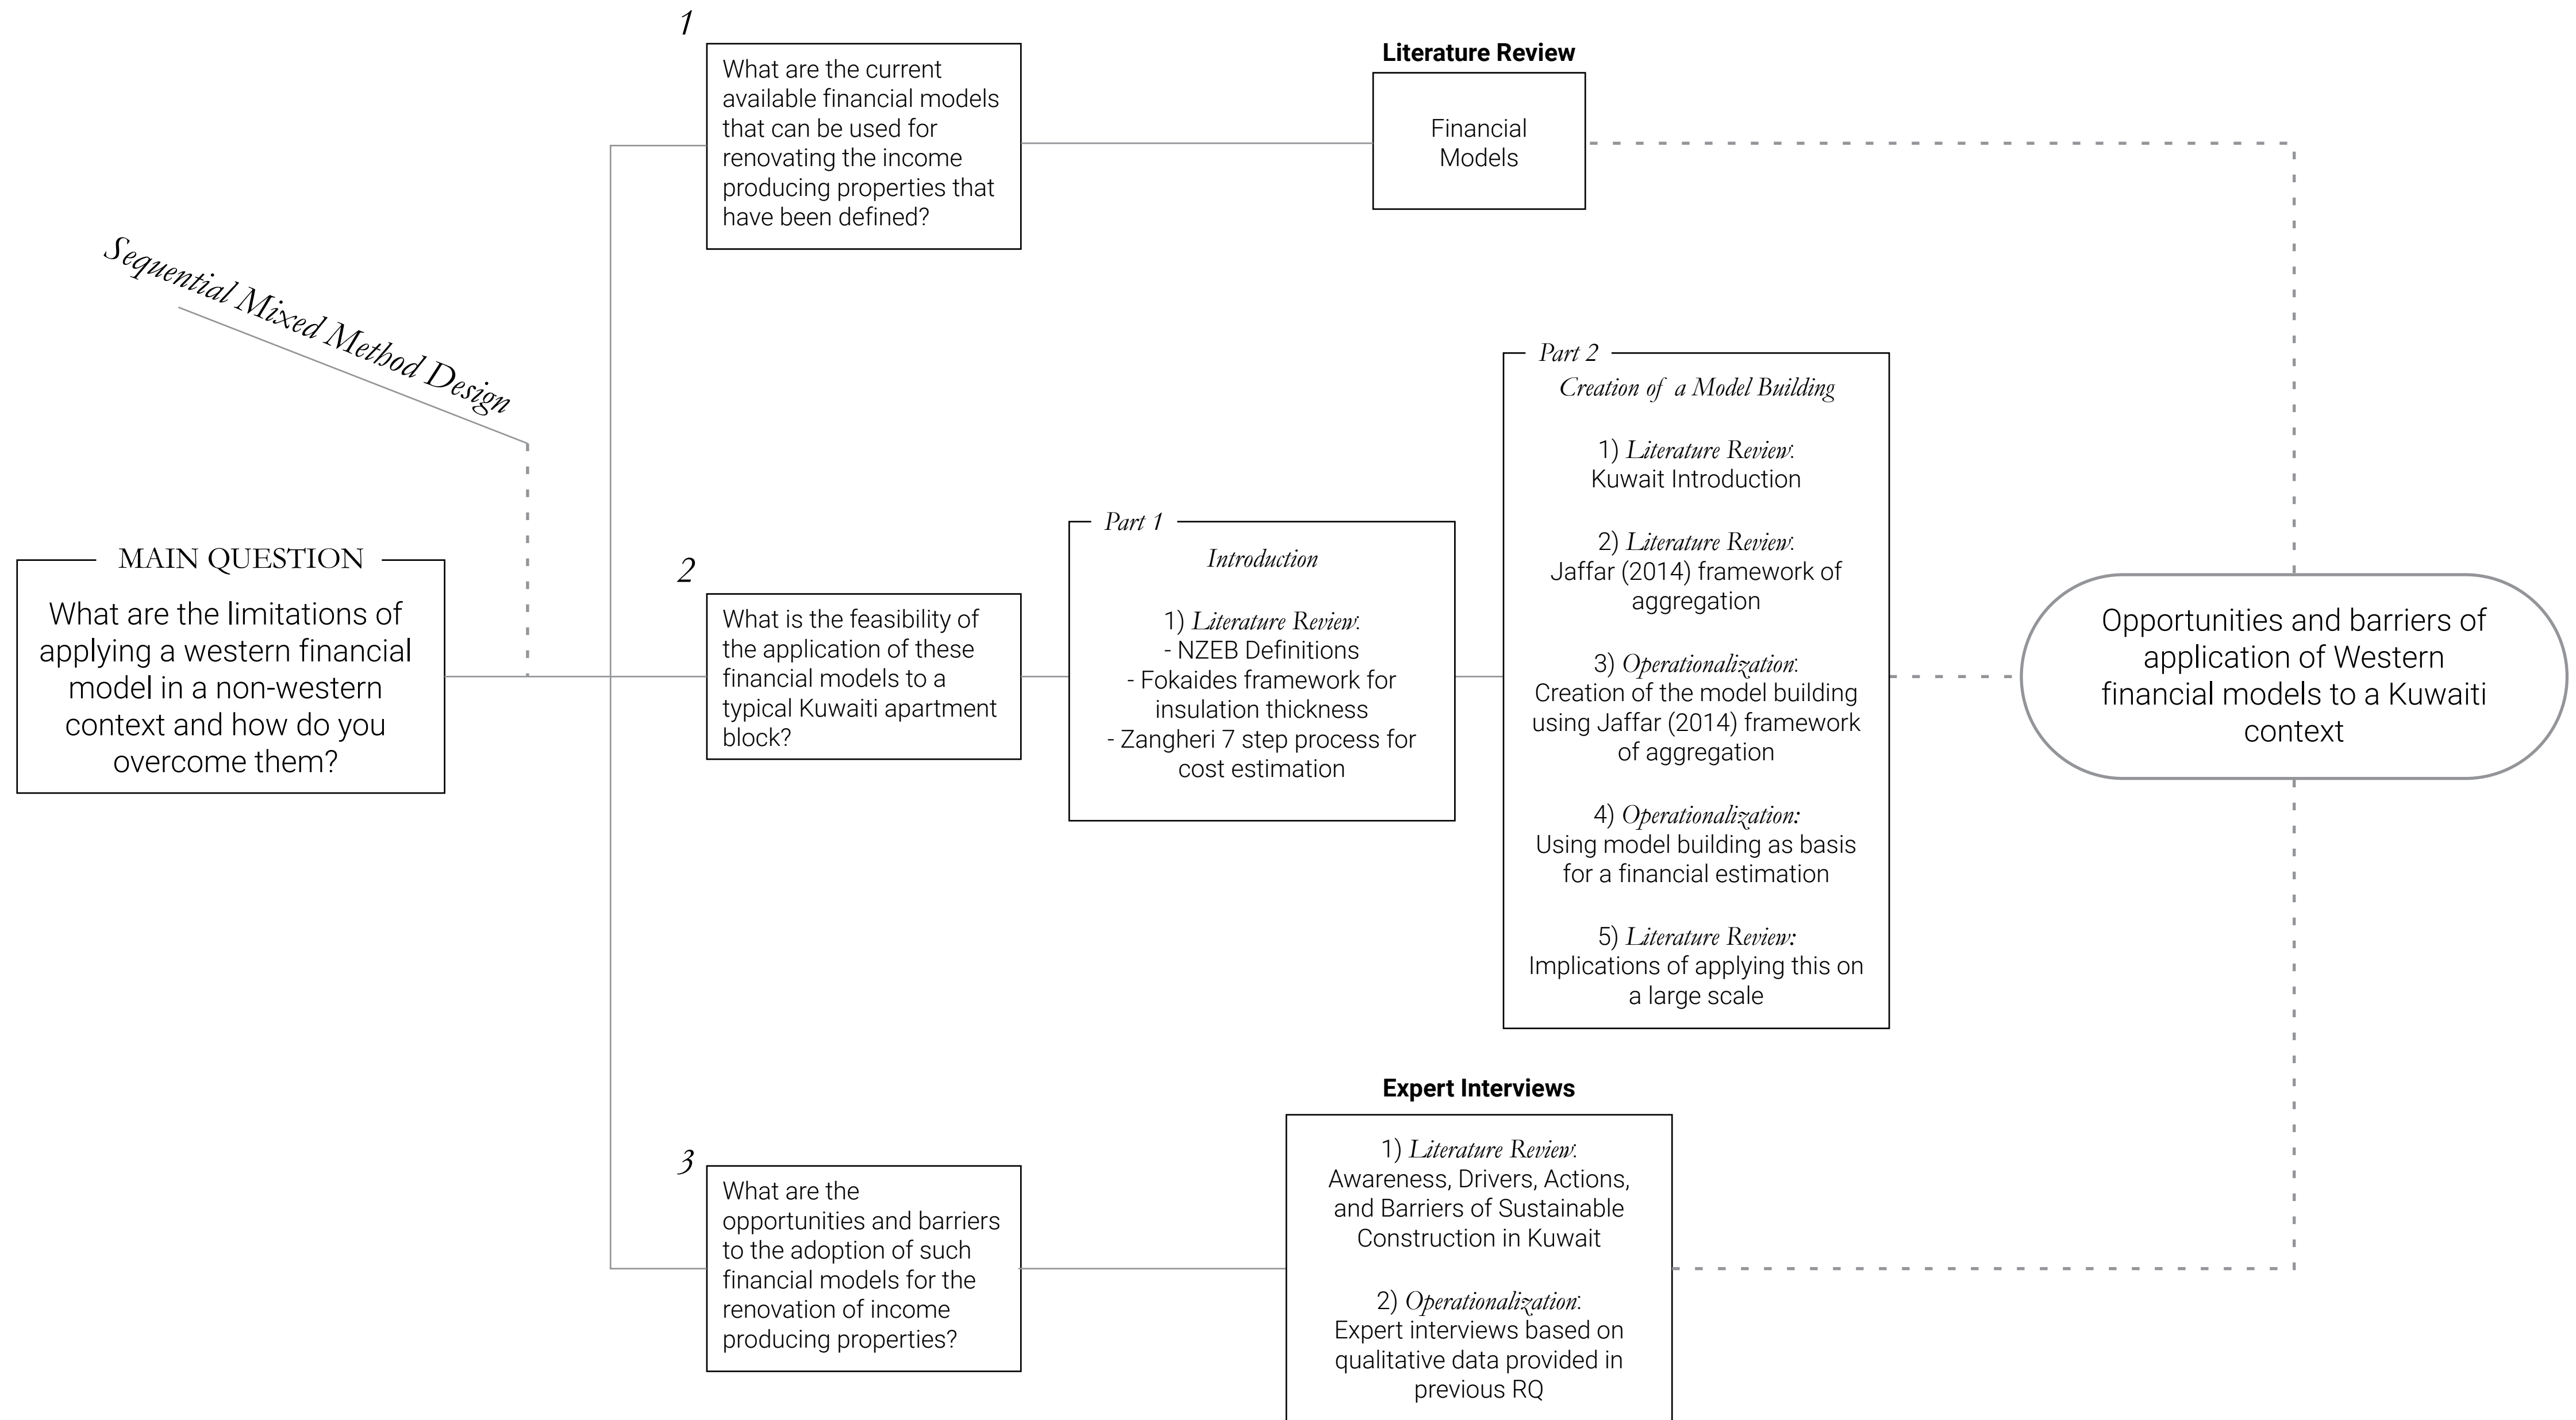 Sequential Mixed Method Design
MAIN QUESTION
What are the limitations of
applying a western financial
model in a non-western
context and how do you
overcome them?
1
What are the current
available financial models
that can be used for
renovating the income
producing properties that
have been defined?
Literature Review
Financial
Models
2
What is the feasibility of
the application of these
financial models to a
typical Kuwaiti apartment
block?
Part 1
Introduction
1) Literature Review:
- NZEB Definitions
- Fokaides framework for
insulation thickness
- Zangheri 7 step process for
cost estimation
Part 2
Creation of a Model Building
1) Literature Review:
Kuwait Introduction
2) Literature Review:
Jaffar (2014) framework of
aggregation
3) Operationalization:
Creation of the model building
using Jaffar (2014) framework
of aggregation
4) Operationalization:
Using model building as basis
for a financial estimation
5) Literature Review:
Implications of applying this on
a large scale
3
What are the
opportunities and barriers
to the adoption of such
financial models for the
renovation of income
producing properties?
Expert Interviews
1) Literature Review:
Awareness, Drivers, Actions,
and Barriers of Sustainable
Construction in Kuwait
2) Operationalization:
Expert interviews based on
qualitative data provided in
previous RQ
Opportunities and barriers of
application of Western
financial models to a Kuwaiti
context